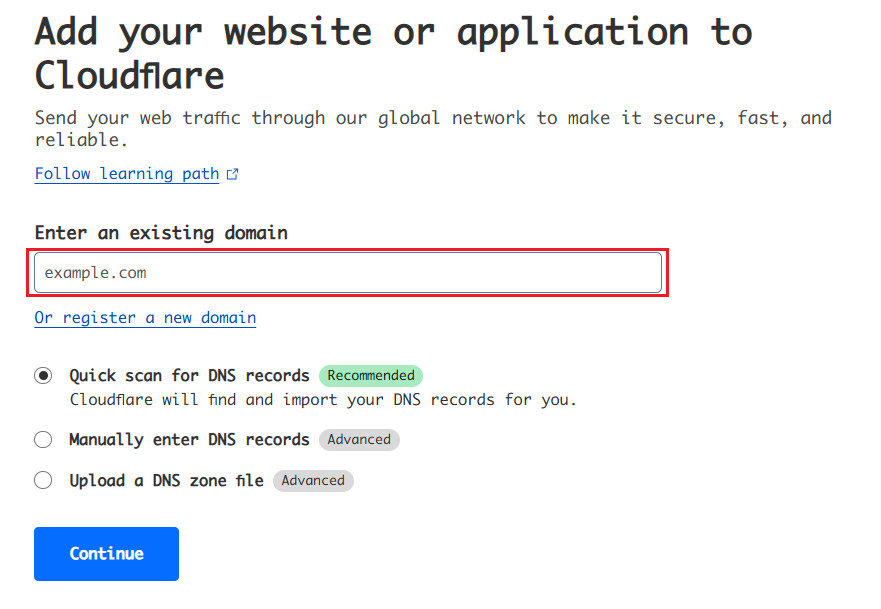 Add your website or application to
Cloudflare
Send your web traffic through our global network to make it secure, fast, and
reliable.
Follow learning path
Enter an existing domain
example.com
Or register a new domain
Quick scan for DNS records Recommended
Cloudflare will find and import your DNS records for you.
Manually enter DNS records Advanced
Upload a DNS zone file Advanced
Continue